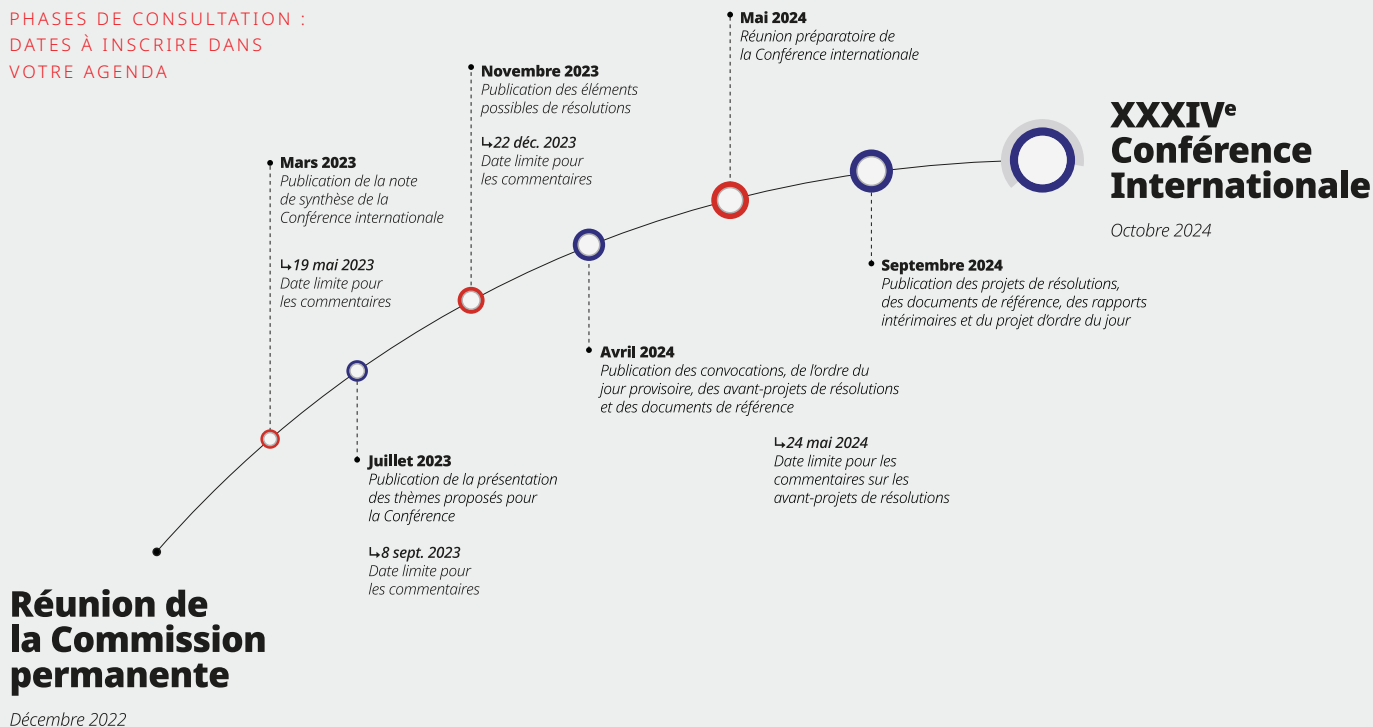 PHASES DE CONSULTATION :
DATES À INSCRIRE DANS
VOTRE AGENDA
Réunion de
la Commission
permanente
Décembre 2022
Mars 2023
Publication de la note
de synthèse de la
Conférence internationale
↳19 mai 2023
Date limite pour
les commentaires
Juillet 2023
Publication de la présentation
des thèmes proposés pour
la Conférence
↳8 sept. 2023
Date limite pour
les commentaires
Novembre 2023
Publication des éléments
possibles de résolutions
↳22 déc. 2023
Date limite pour
les commentaires
Avril 2024
Publication des convocations, de l'ordre du
jour provisoire, des avant-projets de résolutions
et des documents de référence
↳24 mai 2024
Date limite pour les
commentaires sur les
avant-projets de résolutions
Mai 2024
Réunion préparatoire de
la Conférence internationale
Septembre 2024
Publication des projets de résolutions,
des documents de référence, des rapports
intérimaires et du projet d'ordre du jour
XXXIVe
Conférence
Internationale
Octobre 2024